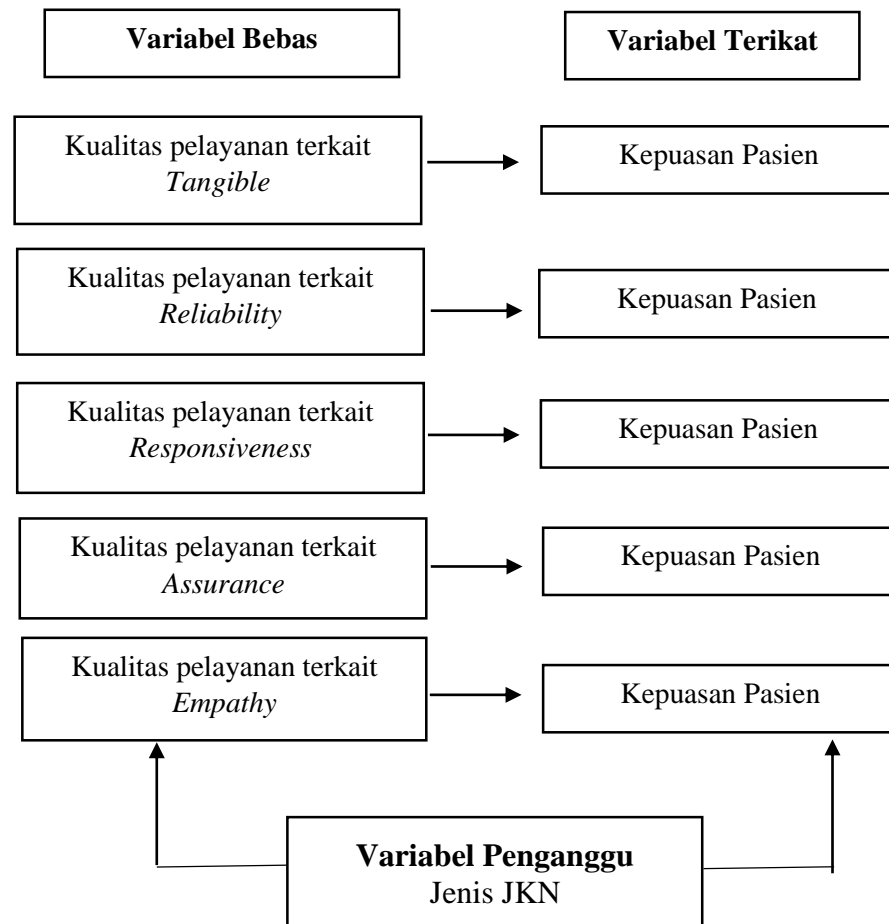 Variabel Bebas
Variabel Terikat
Kualitas pelayanan terkait
Tangible
Kepuasan Pasien
Kualitas pelayanan terkait
Reliability
Kepuasan Pasien
Kualitas pelayanan terkait
Responsiveness
Kepuasan Pasien
Kualitas pelayanan terkait
Assurance
Kepuasan Pasien
Kualitas pelayanan terkait
Empathy
Kepuasan Pasien
Variabel Penganggu
Jenis JKN